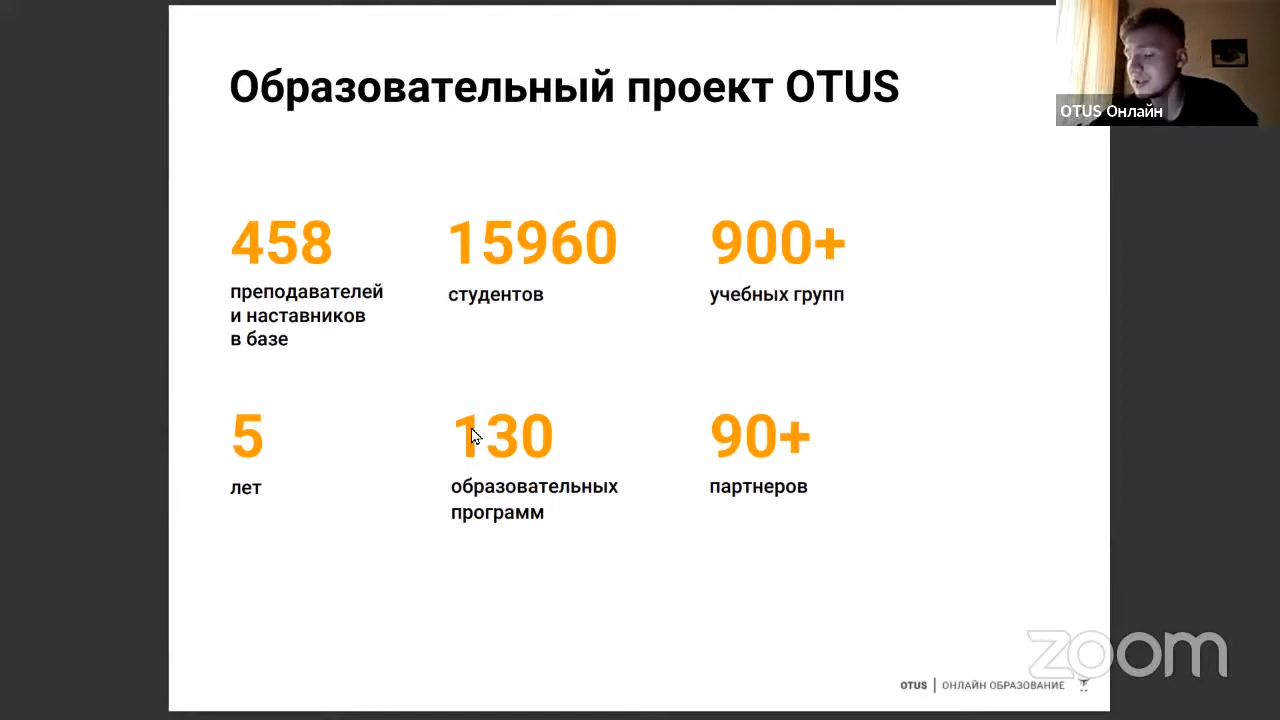 Образовательный проект OTUS
OTUS Онлайн
458
преподавателей
и наставников
в базе
15960
студентов
900+
учебных групп
5
лет
130
образовательных
программ
90+
партнеров
zoom
OTUS | ОНЛАЙН ОБРАЗОВАНИЕ